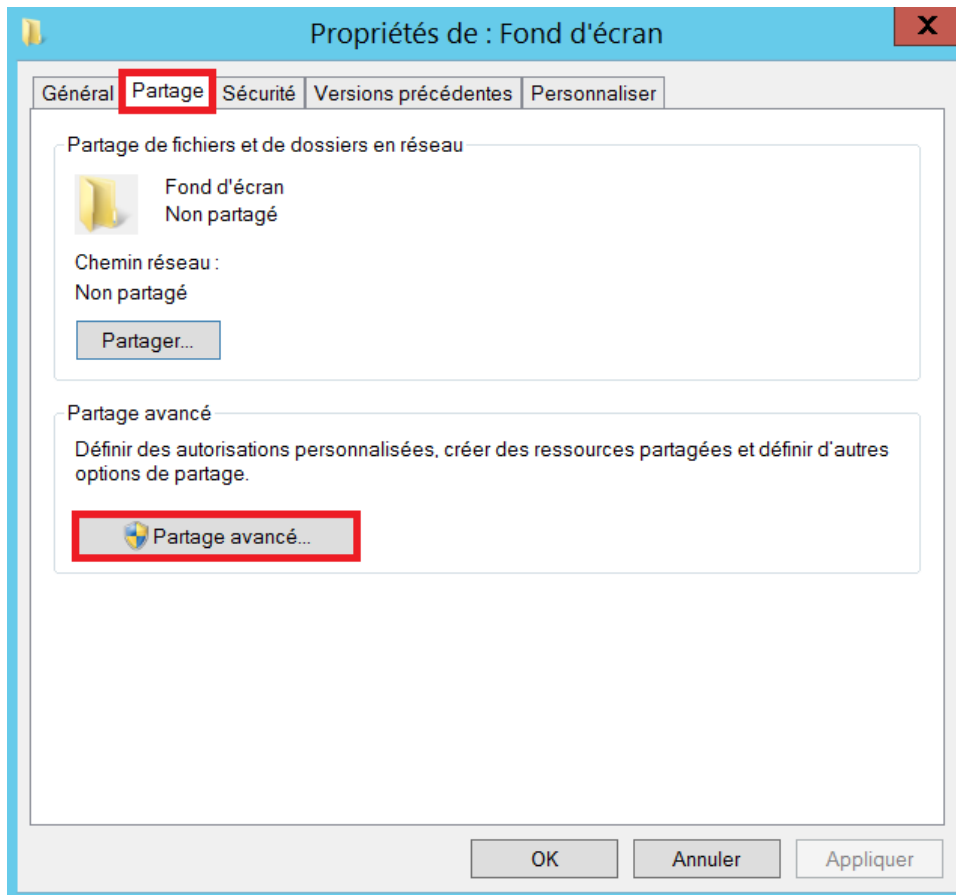 Propriétés de : Fond d'écran
X
Général Partage Sécurité Versions précédentes Personnaliser
Partage de fichiers et de dossiers en réseau
Fond d'écran
Non partagé
Chemin réseau :
Non partagé
Partager...
Partage avancé
Définir des autorisations personnalisées, créer des ressources partagées et définir d'autres
options de partage.
Partage avancé...
OK Annuler Appliquer